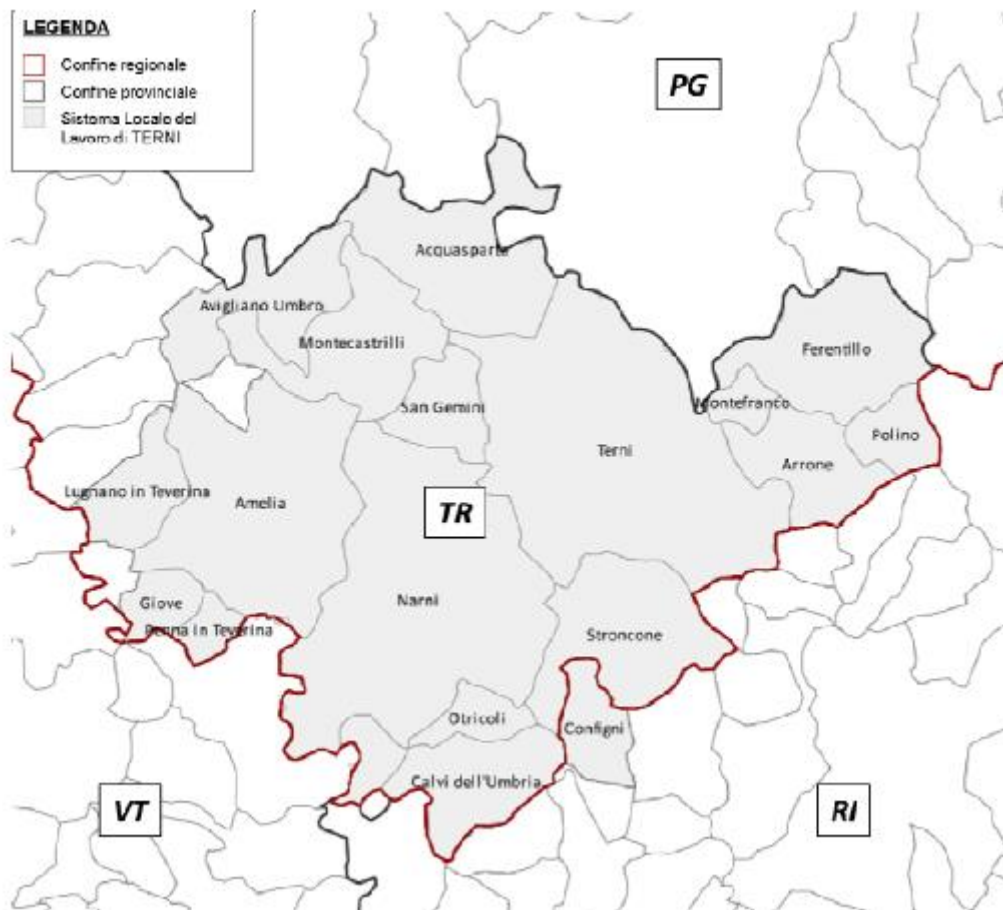 LEGENDA
Confine regionale
Confine provinciale
Sistema Locale del
Lavoro di TERNI
PG
Acquasparta
Avigliano Umbro
Montecastrilli
Ferentillo
San Gemini
Montefranco
Polino
Terni
Arrone
Lugnano in Teverina
Amelia
TR
Giove
Narni
Penna in Teverina
Stroncone
Otricoli
Configni
Calvi dell'Umbria
VT
RI